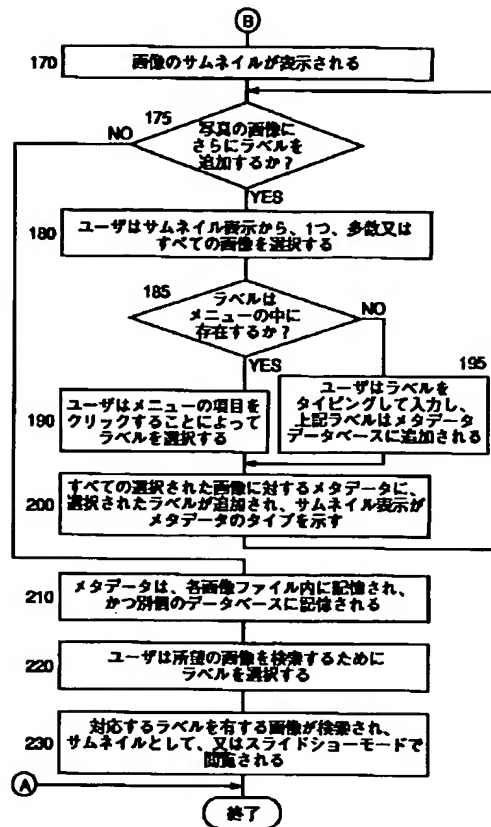 B
170
画像のサムネイルが表示される
175
NO
写真の画像に
さらにラベルを
追加するか？
YES
180
ユーザはサムネイル表示から、1つ、多数又は
すべての画像を選択する
185
ラベルは
メニューの中に
存在するか？
NO
YES
195
190
ユーザはメニューの項目を
クリックすることによって
ラベルを選択する
ユーザはラベルを
タイピングして入力し、
上記ラベルはメタデータ
データベースに追加される
200
すべての選択された画像に対するメタデータに、
選択されたラベルが追加され、サムネイル表示が
メタデータのタイプを示す
210
メタデータは、各画像ファイル内に記憶され、
かつ別個のデータベースに記憶される
220
ユーザは所望の画像を検索するために
ラベルを選択する
230
対応するラベルを有する画像が検索され、
サムネイルとして、又はスライドショーモードで
閲覧される
A
終了